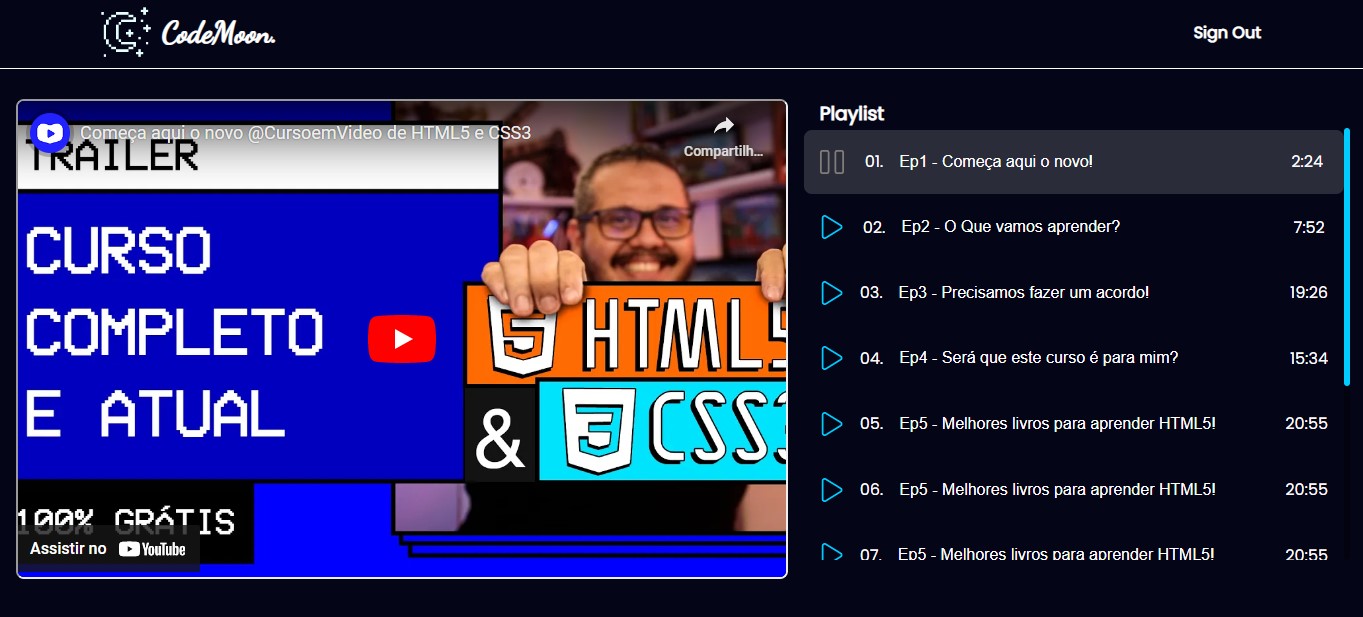 CodeMoon.
Sign Out
Começa aqui o novo @CursoemVideo de HTML5 e CSS3
Compartilh...
TRAILER
CURSO
COMPLETO
E ATUAL
HTML5
&
CSS3
100% GRÁTIS
Assistir no YouTube
Playlist
01. Ep1 - Começa aqui o novo! 2:24
02. Ep2 - O Que vamos aprender? 7:52
03. Ep3 - Precisamos fazer um acordo! 19:26
04. Ep4 - Será que este curso é para mim? 15:34
05. Ep5 - Melhores livros para aprender HTML5! 20:55
06. Ep5 - Melhores livros para aprender HTML5! 20:55
07. Ep5 - Melhores livros para aprender HTML5! 20:55